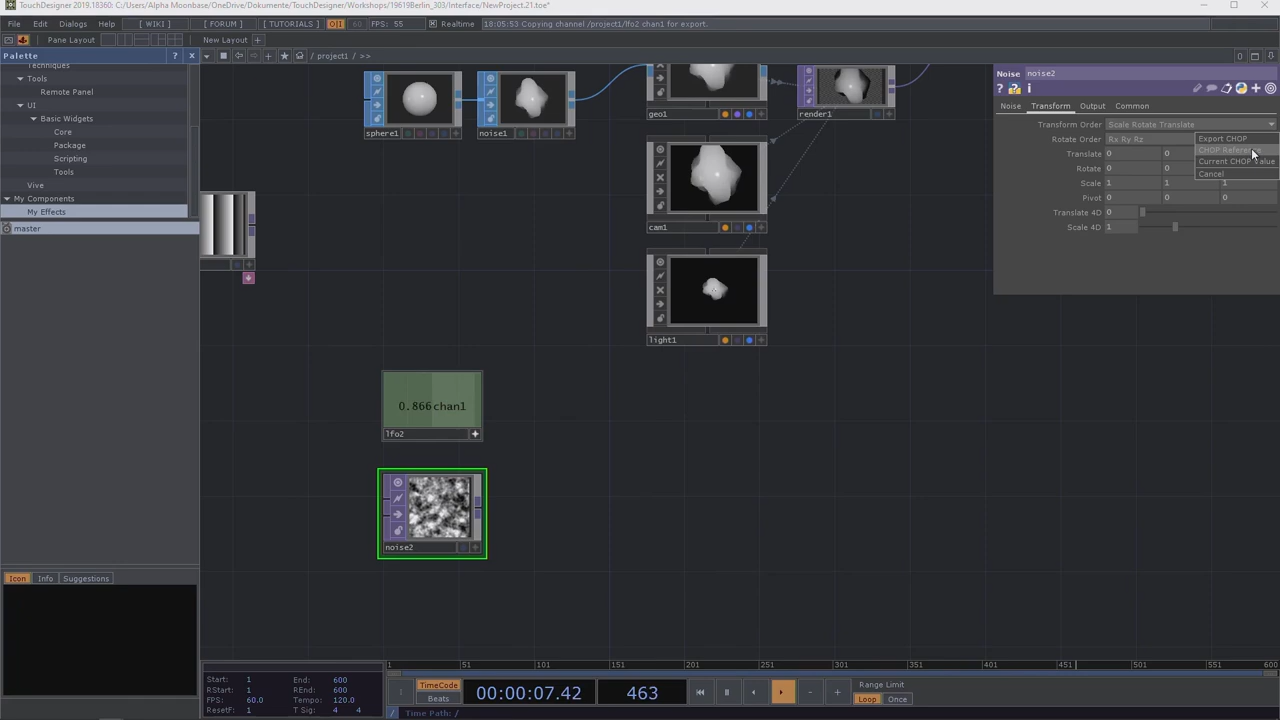 TouchDesigner 2019.18360: C:/Users/Alpha Moonbase/OneDrive/Dokumente/TouchDesigner/Workshops/19619Berlin_303/Interface/NewProject.21.toe*
File Edit Dialogs Help [ WIKI ] [ FORUM ] [ TUTORIALS ] O|I 60 FPS: 55 Realtime 18:05:53 Copying channel /project1/lfo2 chan1 for export.
Pane Layout New Layout +
Palette ? x / project1 / >>
Techniques
Tools
Remote Panel
UI
Basic Widgets
Core
Package
Scripting
Tools
Vive
My Components
My Effects
master
sphere1
noise1
geo1
render1
cam1
light1
0.866chan1
lfo2
noise2
Noise noise2
? i
Noise Transform Output Common
Transform Order Scale Rotate Translate
Rotate Order Rx Ry Rz
Translate 0 0
Rotate 0 0
Scale 1 1 1
Pivot 0 0 0
Translate 4D 0
Scale 4D 1
Export CHOP
CHOP Reference
Current CHOP Value
Cancel
Icon Info Suggestions
1 51 101 151 201 251 301 351 401 451 501 551 600
Start: 1 End: 600
RStart: 1 REnd: 600
FPS: 60.0 Tempo: 120.0
ResetF: 1 T Sig: 4 4
TimeCode
Beats
00:00:07.42 463
Range Limit
Loop Once
/ Time Path: /